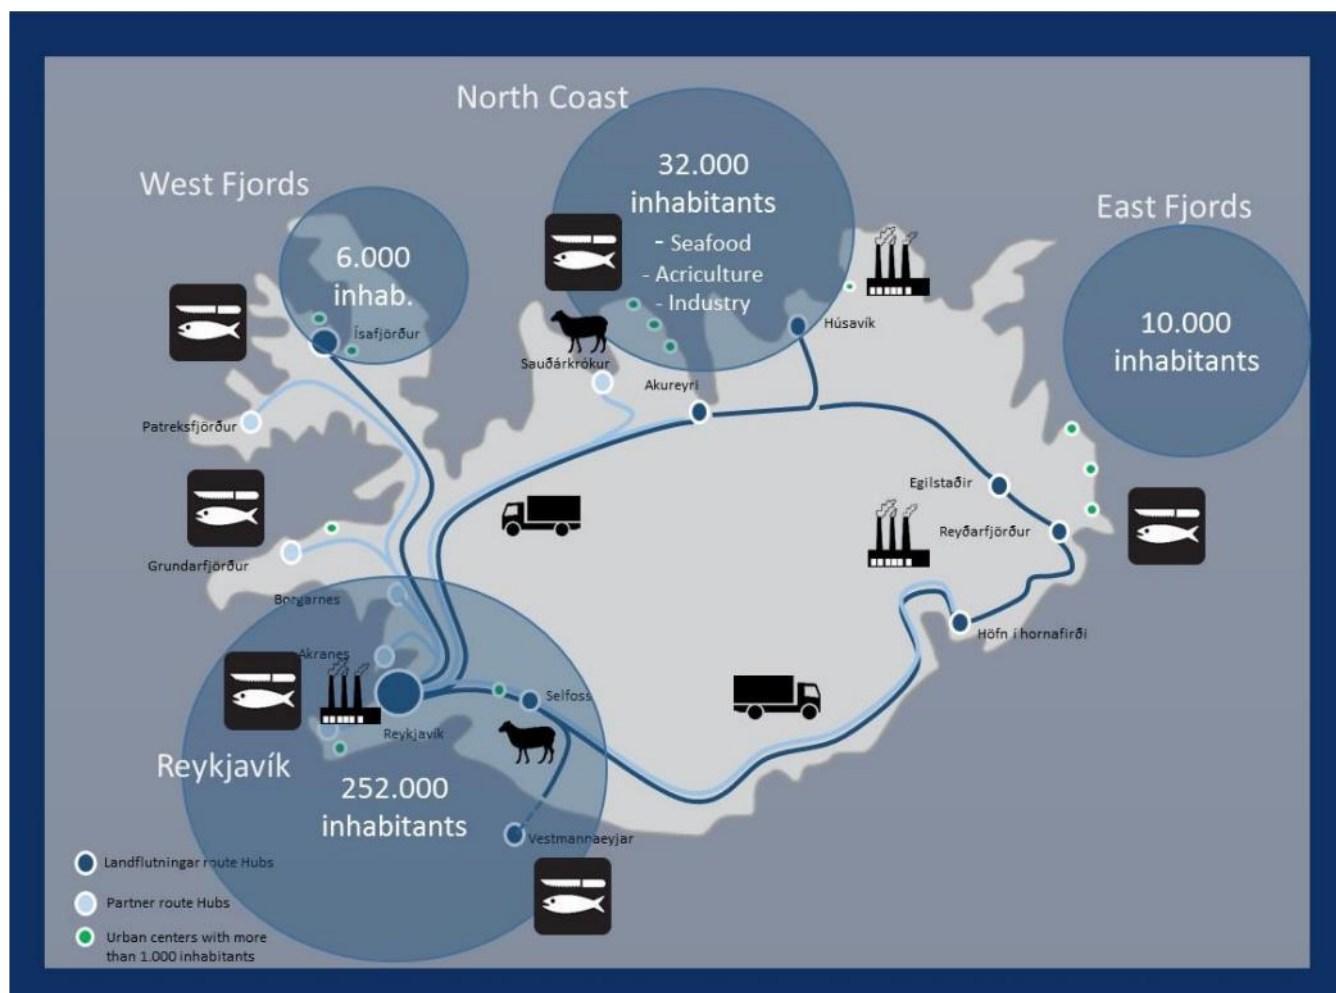 North Coast
West Fjords
East Fjords
32.000
inhabitants
- Seafood
- Acriculture
- Industry
6.000
inhab.
10.000
inhabitants
Ísafjörður
Húsavík
Sauðárkrókur
Akureyri
Patreksfjörður
Egilstaðir
Reyðarfjörður
Grundarfjörður
Borgarnes
Höfn í hornafirði
Akranes
Selfoss
Reykjavík
Reykjavík
252.000
inhabitants
Vestmannaeyjar
Landflutningar route Hubs
Partner route Hubs
Urban centers with more
than 1.000 inhabitants